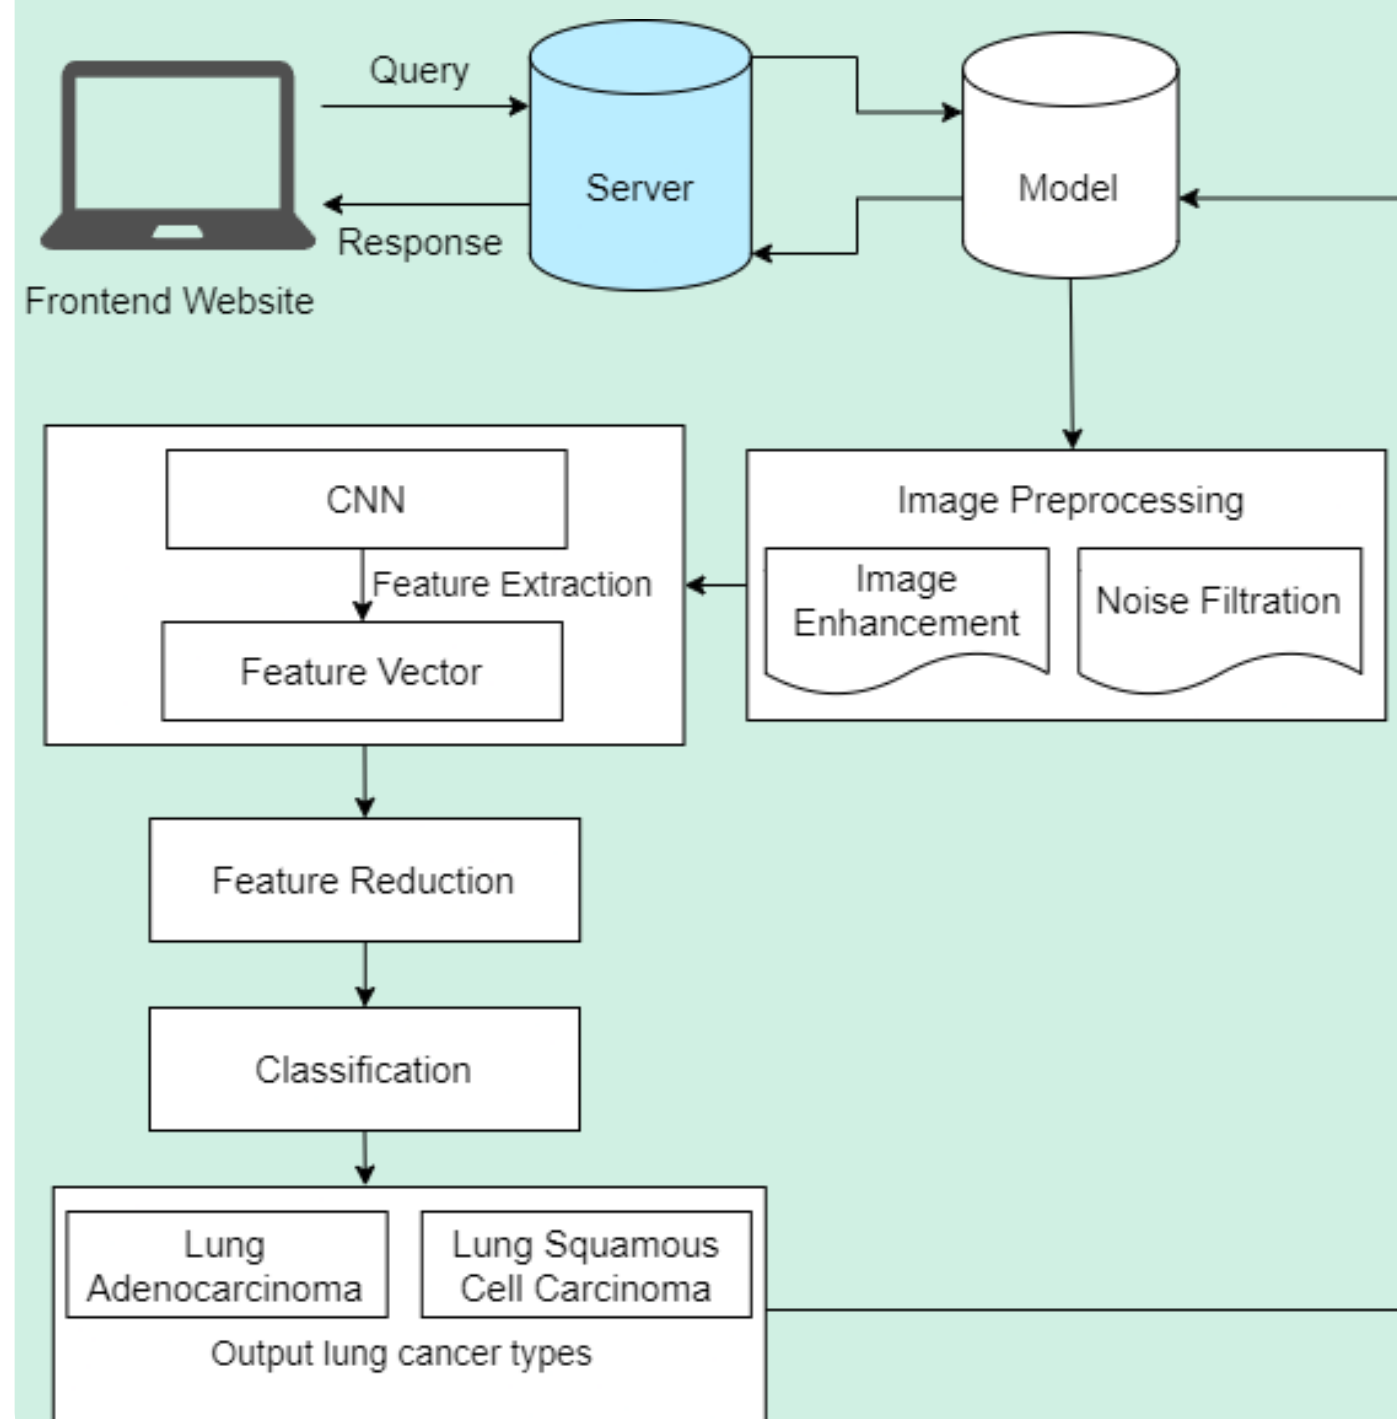 Query
Server
Model
Response
Frontend Website
CNN
Feature Extraction
Feature Vector
Image Preprocessing
Image
Enhancement
Noise Filtration
Feature Reduction
Classification
Lung
Adenocarcinoma
Lung Squamous
Cell Carcinoma
Output lung cancer types